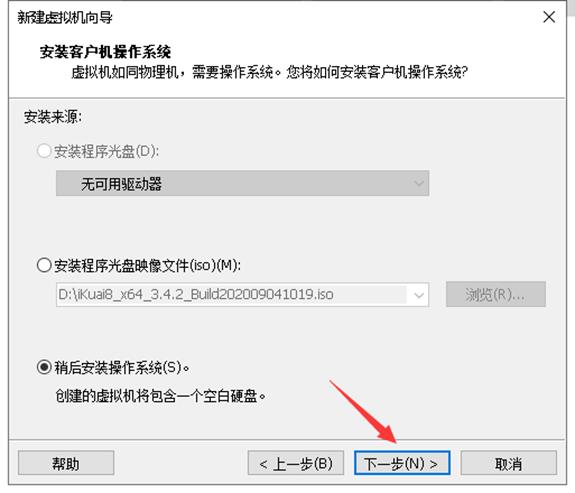 新建虚拟机向导
安装客户机操作系统
虚拟机如同物理机，需要操作系统。您将如何安装客户机操作系统?
安装来源:
安装程序光盘(D):
无可用驱动器
安装程序光盘映像文件(iso)(M):
D:\iKuai8_x64_3.4.2_Build202009041019.iso
浏览(R)...
稍后安装操作系统(S)。
创建的虚拟机将包含一个空白硬盘。
帮助
< 上一步(B)
下一步(N) >
取消